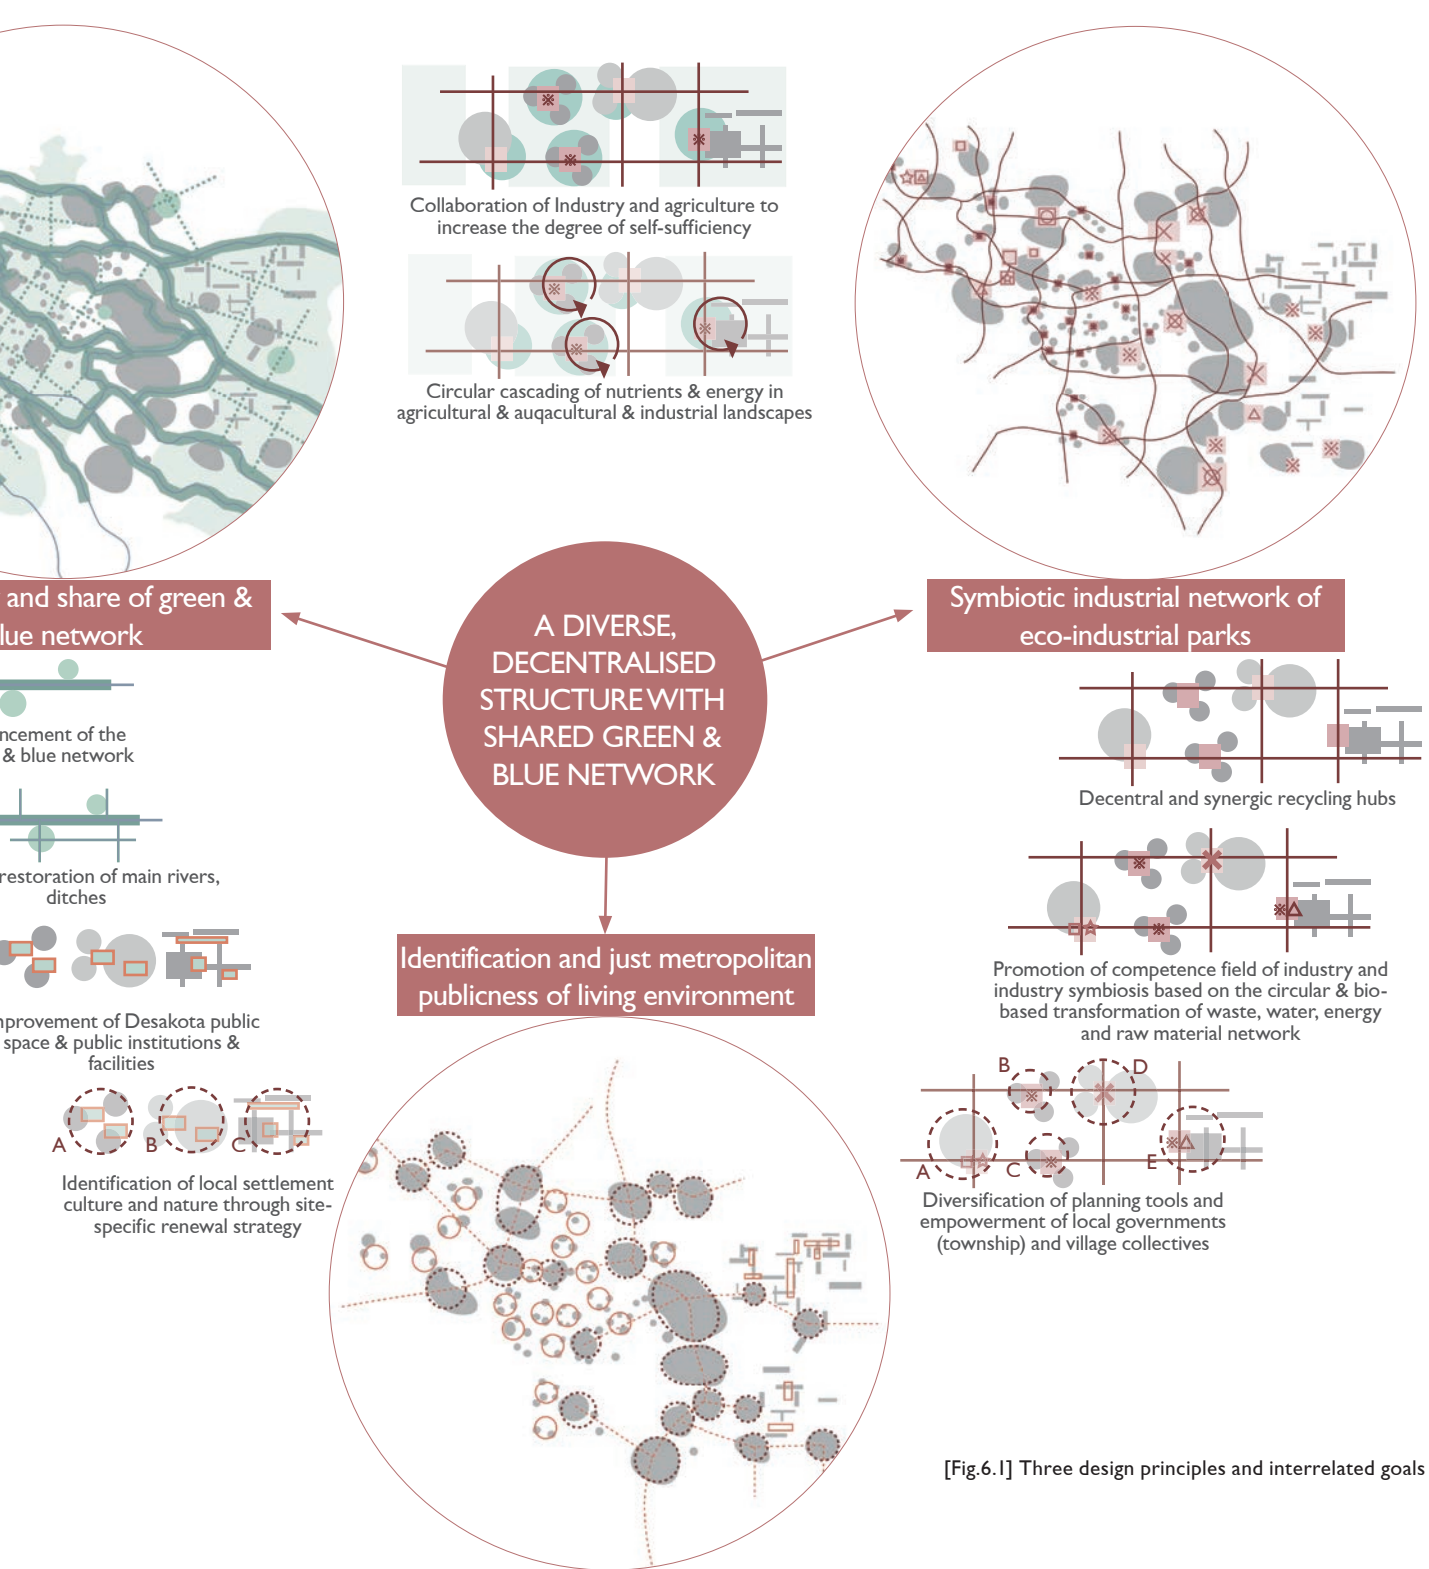 Collaboration of Industry and agriculture to
increase the degree of self-sufficiency
Circular cascading of nutrients & energy in
agricultural & auqacultural & industrial landscapes
and share of green &
lue network
A DIVERSE,
DECENTRALISED
STRUCTURE WITH
SHARED GREEN &
BLUE NETWORK
Symbiotic industrial network of
eco-industrial parks
ncement of the
& blue network
restoration of main rivers,
ditches
mprovement of Desakota public
space & public institutions &
facilities
A
B
C
Identification of local settlement
culture and nature through site-
specific renewal strategy
Identification and just metropolitan
publicness of living environment
Decentral and synergic recycling hubs
Promotion of competence field of industry and
industry symbiosis based on the circular & bio-
based transformation of waste, water, energy
and raw material network
B
D
A
C
E
Diversification of planning tools and
empowerment of local governments
(township) and village collectives
[Fig.6.1] Three design principles and interrelated goals